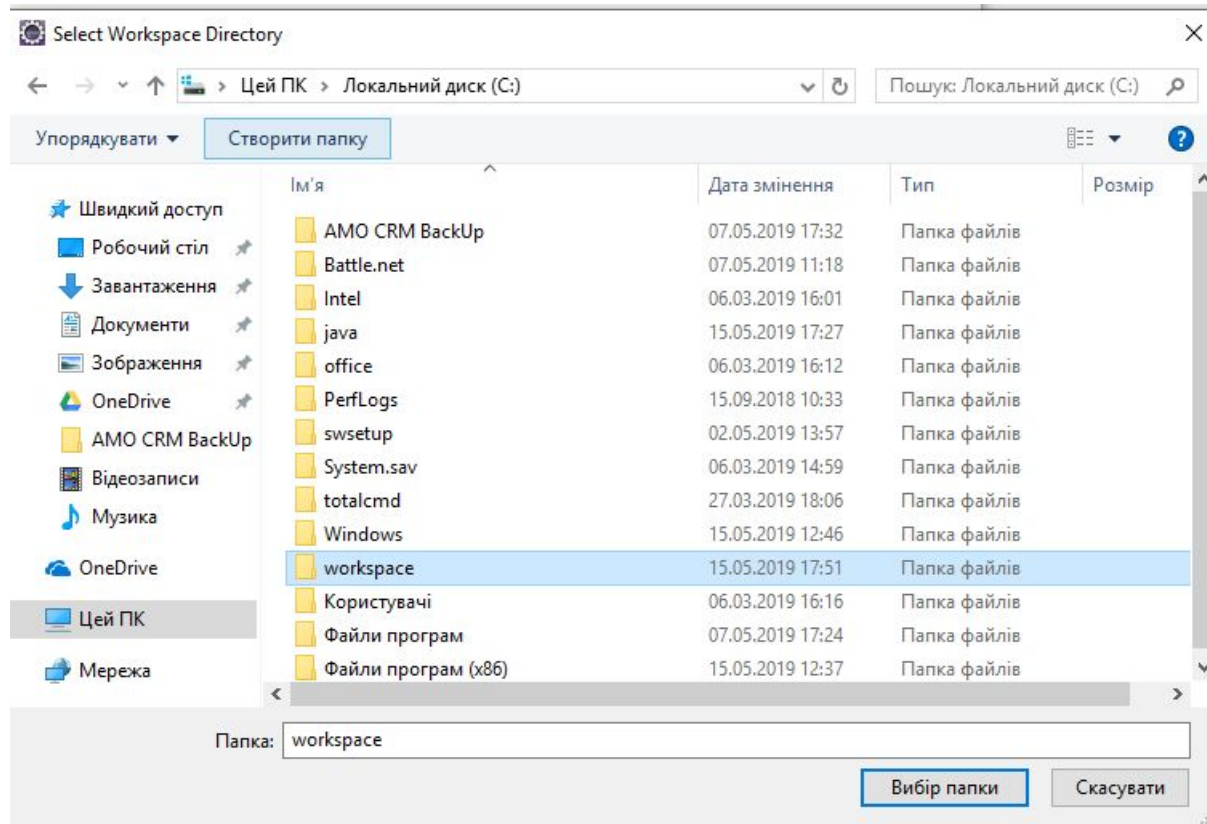 Select Workspace Directory
Цей ПК > Локальний диск (C:)
Пошук: Локальний диск (C:)
Упорядкувати
Створити папку
Швидкий доступ
Робочий стіл
Завантаження
Документи
Зображення
OneDrive
AMO CRM BackUp
Відеозаписи
Музика
OneDrive
Цей ПК
Мережа
Ім'я Дата змінення Тип Розмір
AMO CRM BackUp 07.05.2019 17:32 Папка файлів
Battle.net 07.05.2019 11:18 Папка файлів
Intel 06.03.2019 16:01 Папка файлів
java 15.05.2019 17:27 Папка файлів
office 06.03.2019 16:12 Папка файлів
PerfLogs 15.09.2018 10:33 Папка файлів
swsetup 02.05.2019 13:57 Папка файлів
System.sav 06.03.2019 14:59 Папка файлів
totalcmd 27.03.2019 18:06 Папка файлів
Windows 15.05.2019 12:46 Папка файлів
workspace 15.05.2019 17:51 Папка файлів
Користувачі 06.03.2019 16:16 Папка файлів
Файли програм 07.05.2019 17:24 Папка файлів
Файли програм (x86) 15.05.2019 12:37 Папка файлів
Папка: workspace
Вибір папки Скасувати